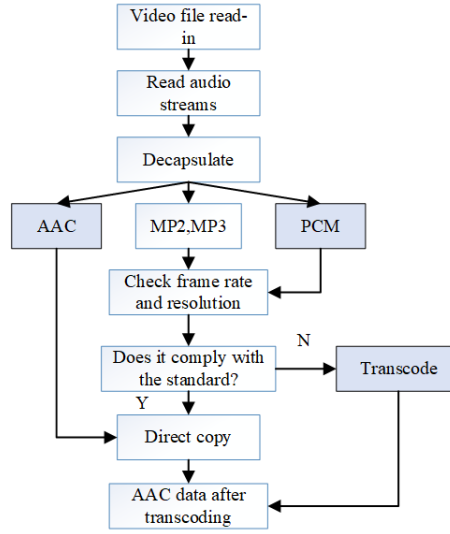 Video file read-
in
Read audio
streams
Decapsulate
AAC
MP2,MP3
PCM
Check frame rate
and resolution
N
Does it comply with
the standard?
Transcode
Y
Direct copy
AAC data after
transcoding